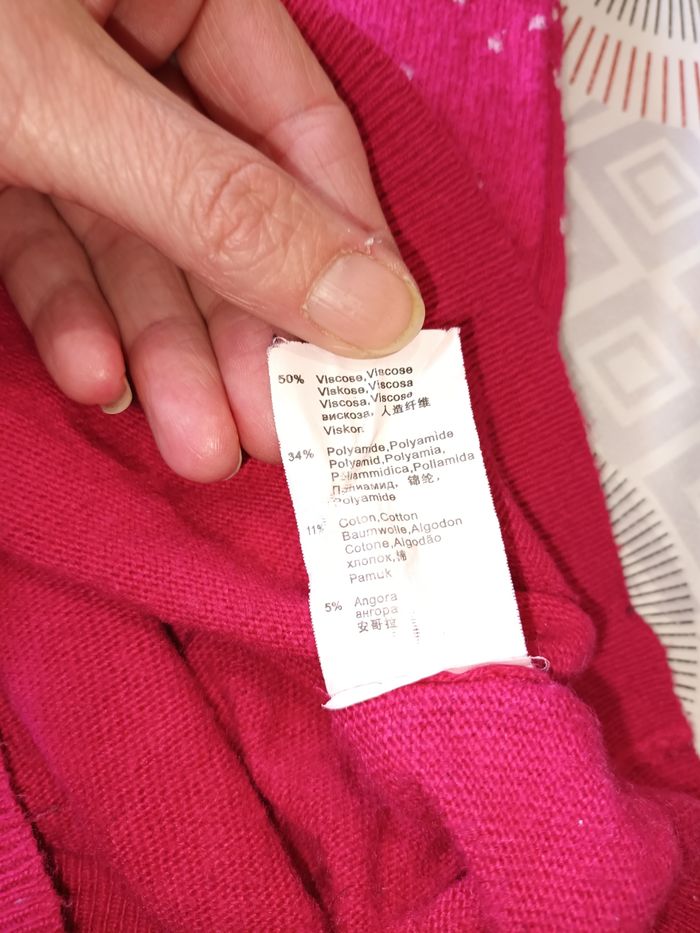 50% Viscose,Viscose
Viskose,Viscosa
Viscosa,Viscose
вискоза, 人造纤维
Viskon
34% Polyamide,Polyamide
Polyamid,Polyamia,
Poliammidica,Pollamida
Полиамид, 锦纶,
Polyamide
11% Coton,Cotton
Baumwolle,Algodon
Cotone,Algodão
хлопок,棉
Pamuk
5% Angora
ангора
安哥拉